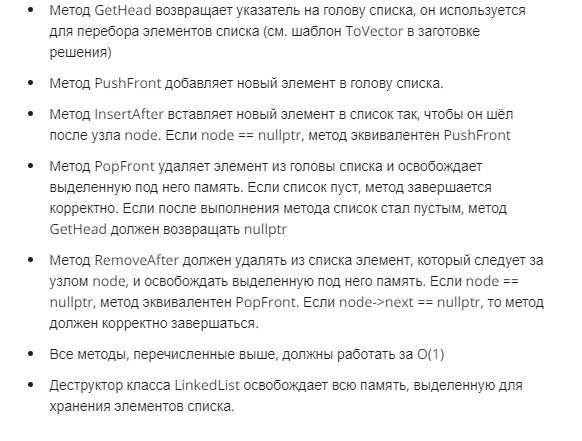 • Метод GetHead возвращает указатель на голову списка, он используется
для перебора элементов списка (см. шаблон ToVector в заготовке
решения)
• Метод PushFront добавляет новый элемент в голову списка.
• Метод InsertAfter вставляет новый элемент в список так, чтобы он шёл
после узла node. Если node == nullptr, метод эквивалентен PushFront
• Метод PopFront удаляет элемент из головы списка и освобождает
выделенную под него память. Если список пуст, метод завершается
корректно. Если после выполнения метода список стал пустым, метод
GetHead должен возвращать nullptr
• Метод RemoveAfter должен удалять из списка элемент, который следует за
узлом node, и освобождать выделенную под него память. Если node ==
nullptr, метод эквивалентен PopFront. Если node->next == nullptr, то метод
должен корректно завершаться.
• Все методы, перечисленные выше, должны работать за O(1)
• Деструктор класса LinkedList освобождает всю память, выделенную для
хранения элементов списка.